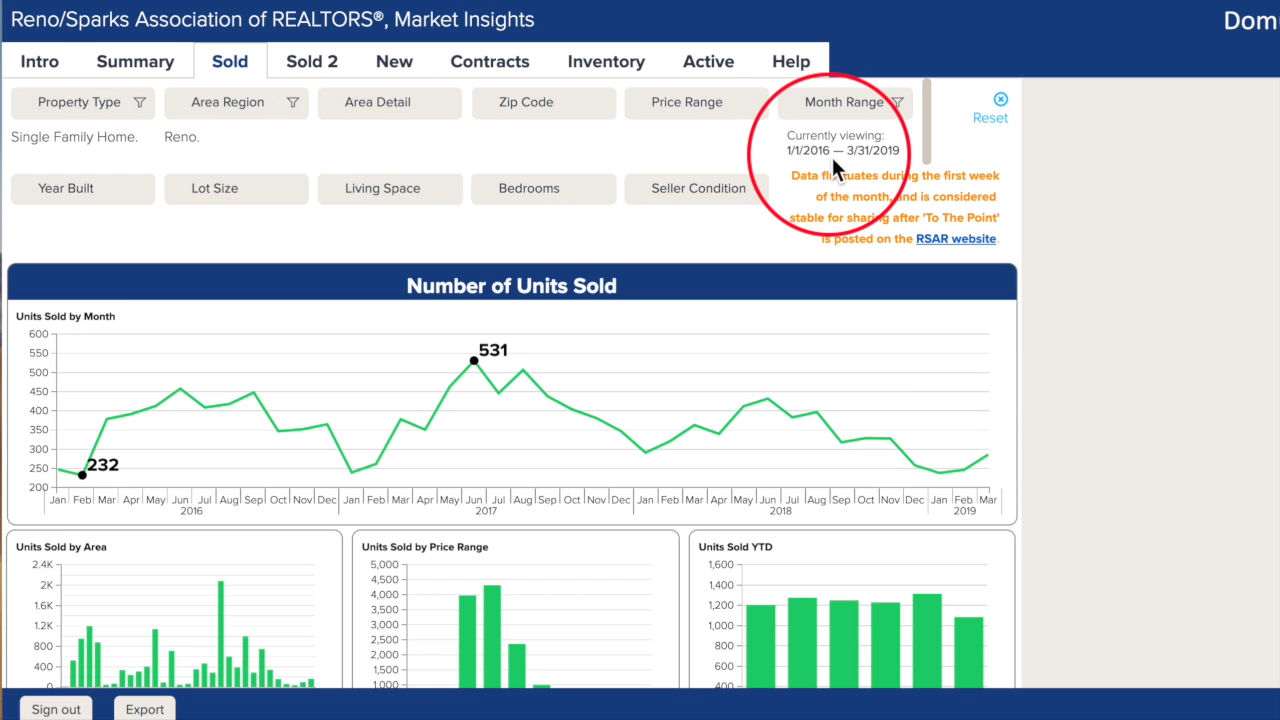 Reno/Sparks Association of REALTORS®, Market Insights
Intro Summary Sold Sold 2 New Contracts Inventory Active Help
Property Type Area Region Area Detail Zip Code Price Range Month Range
Reset
Single Family Home. Reno.
Currently viewing:
1/1/2016 — 3/31/2019
Year Built Lot Size Living Space Bedrooms Seller Condition
Data fluctuates during the first week
of the month, and is considered
stable for sharing after 'To The Point'
is posted on the RSAR website.
Number of Units Sold
Units Sold by Month
600
550
500
450
400
350
300
250
200
531
232
Jan Feb Mar Apr May Jun Jul Aug Sep Oct Nov Dec Jan Feb Mar Apr May Jun Jul Aug Sep Oct Nov Dec Jan Feb Mar Apr May Jun Jul Aug Sep Oct Nov Dec Jan Feb Mar
2016 2017 2018 2019
Units Sold by Area
2.4K
2K
1.6K
1.2K
800
400
0
Units Sold by Price Range
5,000
4,500
4,000
3,500
3,000
2,500
2,000
1,500
1,000
Units Sold YTD
1,600
1,400
1,200
1,000
800
600
400
Sign out Export